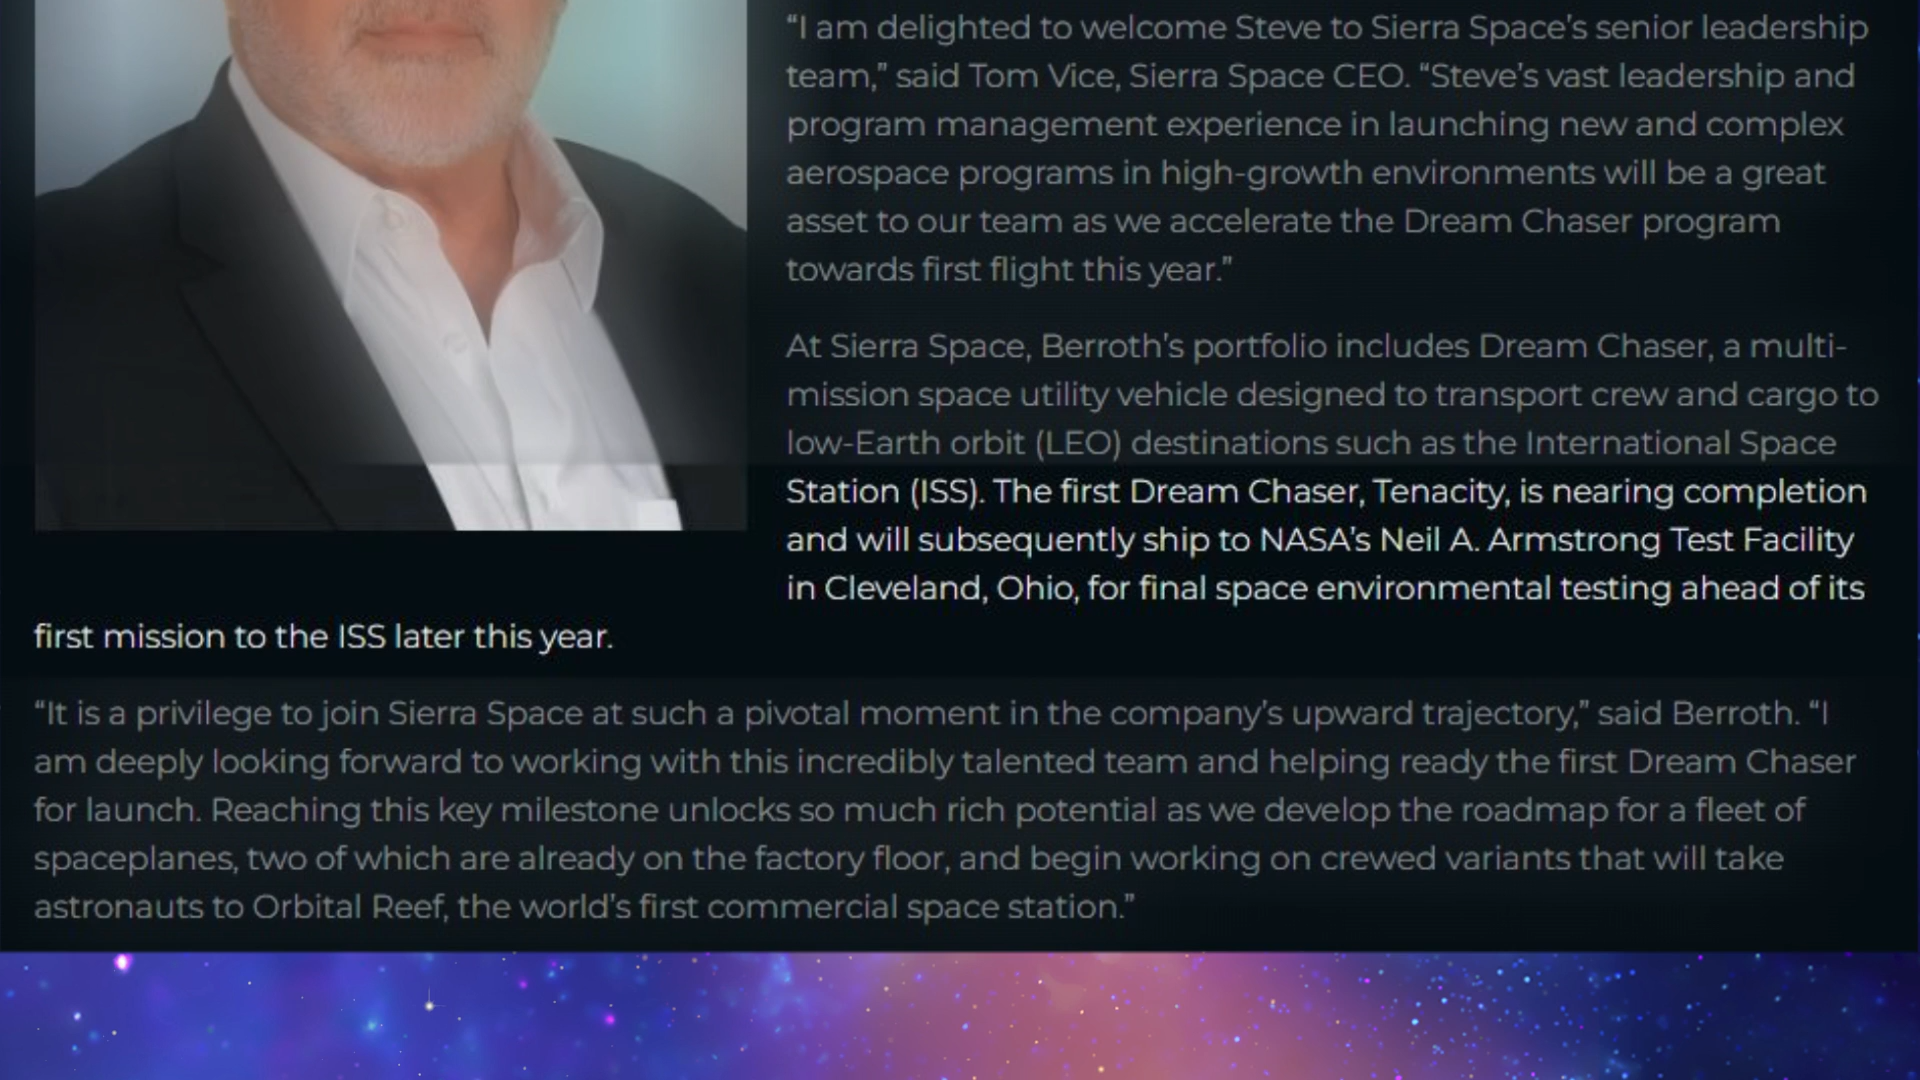 “I am delighted to welcome Steve to Sierra Space’s senior leadership
team,” said Tom Vice, Sierra Space CEO. “Steve’s vast leadership and
program management experience in launching new and complex
aerospace programs in high-growth environments will be a great
asset to our team as we accelerate the Dream Chaser program
towards first flight this year.”
At Sierra Space, Berroth’s portfolio includes Dream Chaser, a multi-
mission space utility vehicle designed to transport crew and cargo to
low-Earth orbit (LEO) destinations such as the International Space
Station (ISS). The first Dream Chaser, Tenacity, is nearing completion
and will subsequently ship to NASA’s Neil A. Armstrong Test Facility
in Cleveland, Ohio, for final space environmental testing ahead of its
first mission to the ISS later this year.
“It is a privilege to join Sierra Space at such a pivotal moment in the company’s upward trajectory,” said Berroth. “I
am deeply looking forward to working with this incredibly talented team and helping ready the first Dream Chaser
for launch. Reaching this key milestone unlocks so much rich potential as we develop the roadmap for a fleet of
spaceplanes, two of which are already on the factory floor, and begin working on crewed variants that will take
astronauts to Orbital Reef, the world’s first commercial space station.”